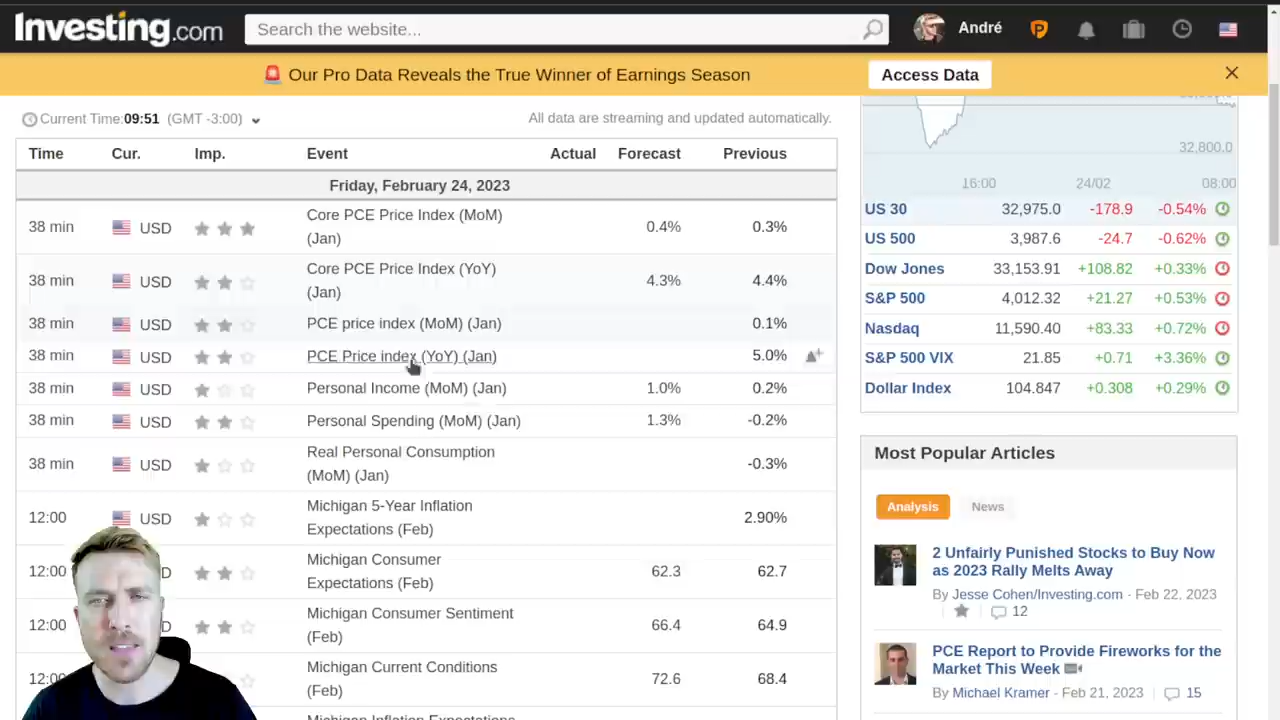 Investing.com
Search the website...
André
Our Pro Data Reveals the True Winner of Earnings Season
Access Data
Current Time:09:51 (GMT -3:00)
All data are streaming and updated automatically.
Time Cur. Imp. Event Actual Forecast Previous
Friday, February 24, 2023
38 min USD Core PCE Price Index (MoM) (Jan) 0.4% 0.3%
38 min USD Core PCE Price Index (YoY) (Jan) 4.3% 4.4%
38 min USD PCE price index (MoM) (Jan) 0.1%
38 min USD PCE Price index (YoY) (Jan) 5.0%
38 min USD Personal Income (MoM) (Jan) 1.0% 0.2%
38 min USD Personal Spending (MoM) (Jan) 1.3% -0.2%
38 min USD Real Personal Consumption (MoM) (Jan) -0.3%
12:00 USD Michigan 5-Year Inflation Expectations (Feb) 2.90%
12:00 D Michigan Consumer Expectations (Feb) 62.3 62.7
12:00 D Michigan Consumer Sentiment (Feb) 66.4 64.9
12:00 Michigan Current Conditions (Feb) 72.6 68.4
Michigan Inflation Expectations
32,800.0
16:00 24/02 08:00
US 30 32,975.0 -178.9 -0.54%
US 500 3,987.6 -24.7 -0.62%
Dow Jones 33,153.91 +108.82 +0.33%
S&P 500 4,012.32 +21.27 +0.53%
Nasdaq 11,590.40 +83.33 +0.72%
S&P 500 VIX 21.85 +0.71 +3.36%
Dollar Index 104.847 +0.308 +0.29%
Most Popular Articles
Analysis News
2 Unfairly Punished Stocks to Buy Now
as 2023 Rally Melts Away
By Jesse Cohen/Investing.com - Feb 22, 2023
12
PCE Report to Provide Fireworks for the
Market This Week
By Michael Kramer - Feb 21, 2023 15